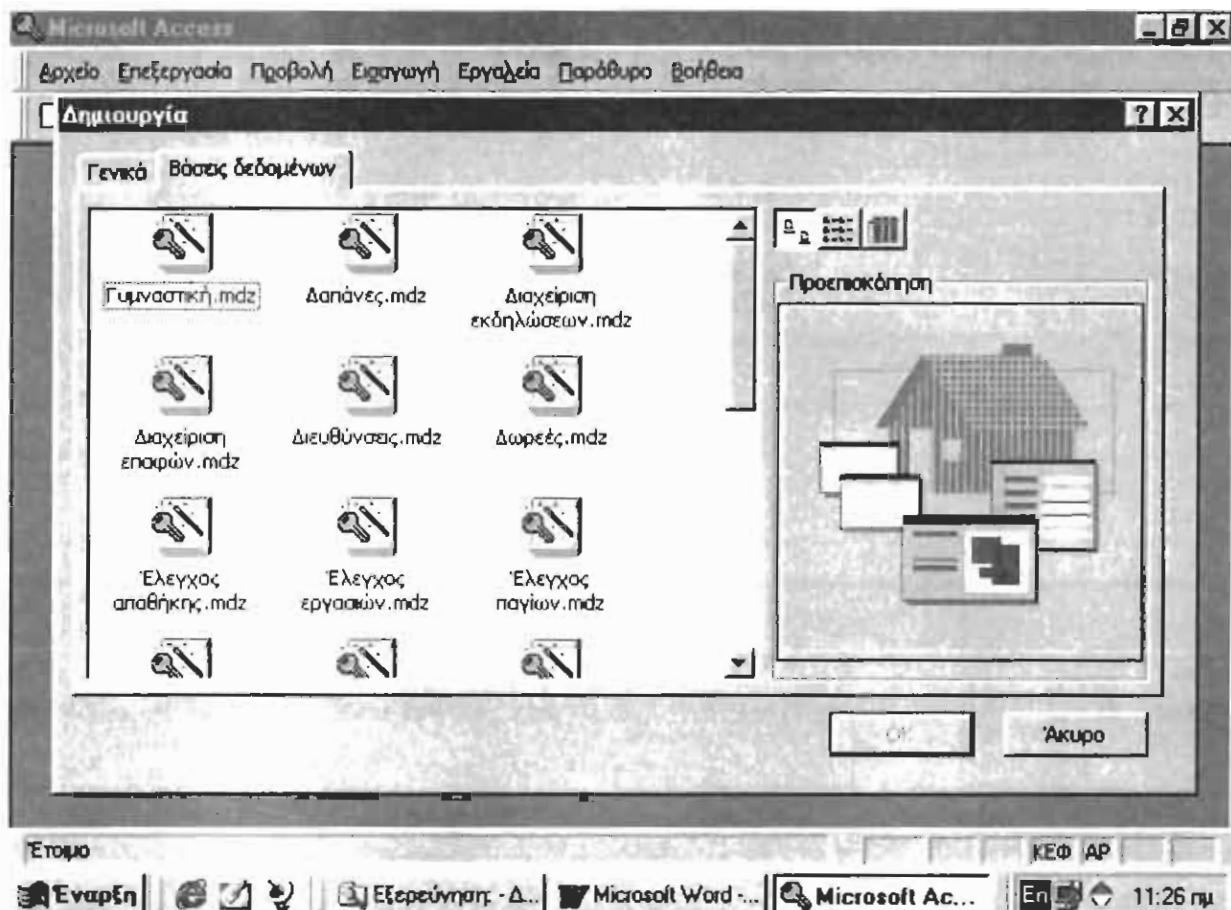 Microsoft Access
Αρχείο Επεξεργασία Προβολή Εισαγωγή Εργαλεία Παράθυρο Βοήθεια
Δημιουργία
Γενικά Βάσεις δεδομένων
Γυμναστική.mdz Δαπάνες.mdz Διαχείριση εκδηλώσεων.mdz
Προεπισκόπηση
Διαχείριση επαφών.mdz Διευθύνσεις.mdz Δωρεές.mdz
Έλεγχος αποθήκης.mdz Έλεγχος εργασιών.mdz Έλεγχος παγίων.mdz
OK Άκυρο
Έτοιμο ΚΕΦ ΑΡ
Έναρξη Εξερεύνηση - Δ... Microsoft Word -... Microsoft Ac... En 11:26 πμ